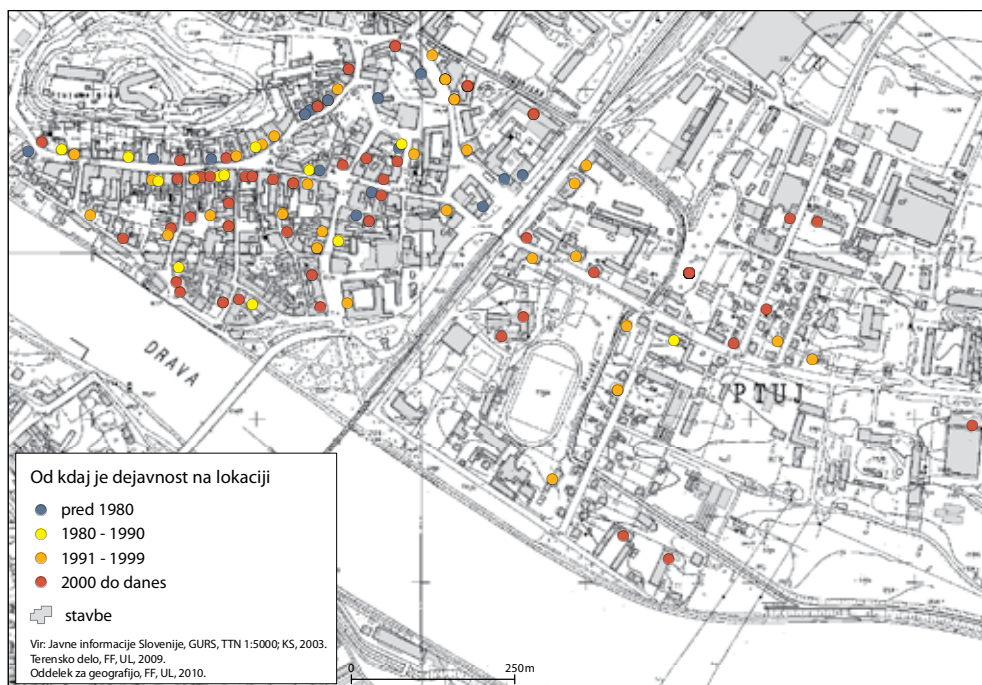 DRAVA
PTUJ
Od kdaj je dejavnost na lokaciji
pred 1980
1980 - 1990
1991 - 1999
2000 do danes
stavbe
Vir: Javne informacije Slovenije, GURS, TTN 1:5000; KS, 2003.
Terensko delo, FF, UL, 2009.
Oddelek za geografijo, FF, UL, 2010.
0 250m